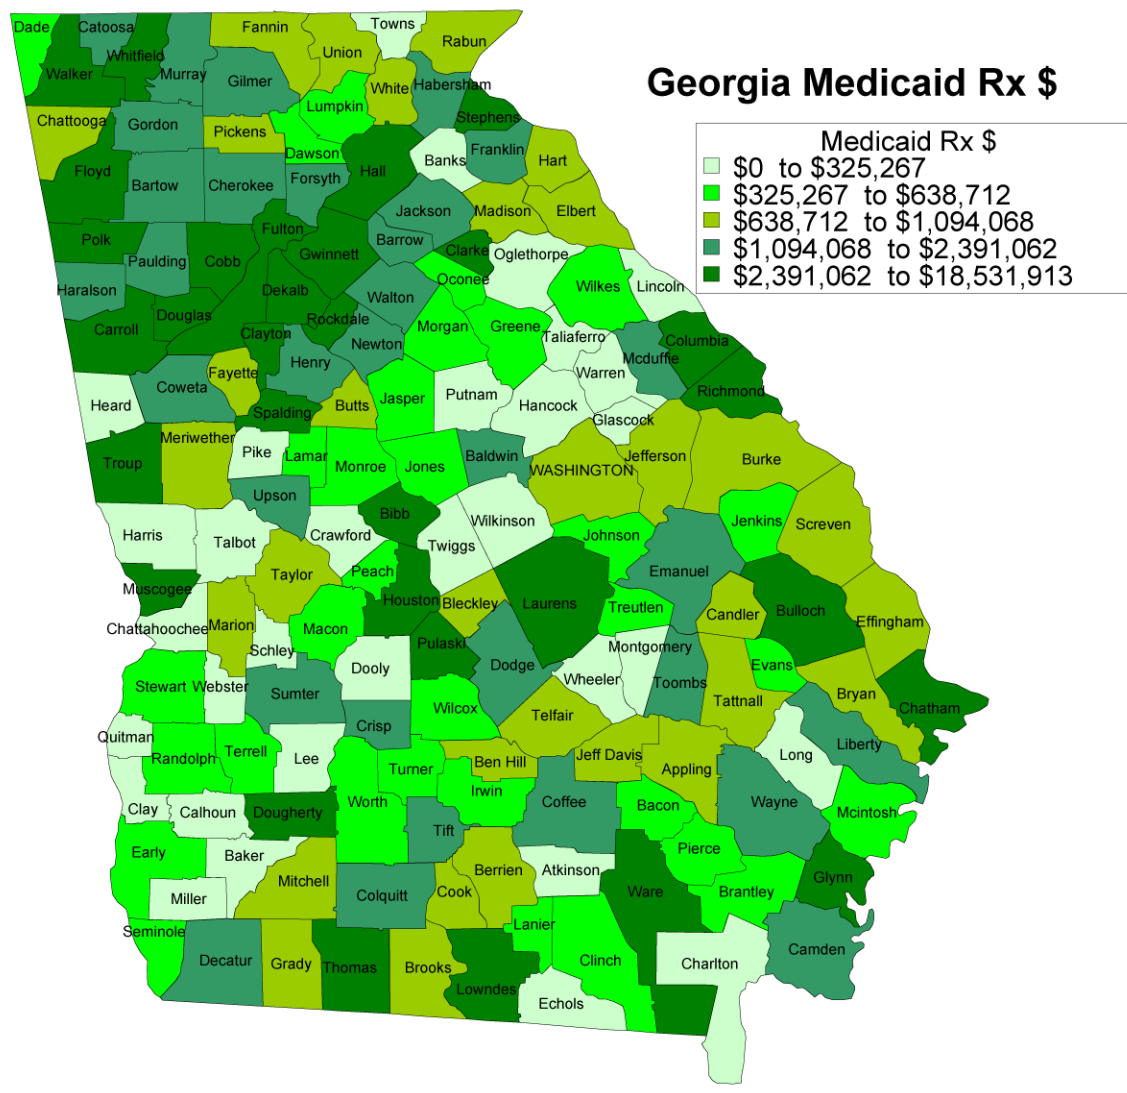 Georgia Medicaid Rx $
Medicaid Rx $
$0 to $325,267
$325,267 to $638,712
$638,712 to $1,094,068
$1,094,068 to $2,391,062
$2,391,062 to $18,531,913
Dade
Catoosa
Fannin
Towns
Whitfield
Union
Rabun
Walker
Murray
Gilmer
White
Habersham
Lumpkin
Stephens
Chattooga
Gordon
Pickens
Dawson
Banks
Franklin
Hart
Floyd
Bartow
Cherokee
Forsyth
Hall
Jackson
Madison
Elbert
Polk
Fulton
Barrow
Paulding
Cobb
Gwinnett
Clarke
Oglethorpe
Haralson
Dekalb
Walton
Oconee
Wilkes
Lincoln
Carroll
Douglas
Clayton
Rockdale
Newton
Morgan
Greene
Taliaferro
Columbia
Coweta
Fayette
Henry
Warren
Mcduffie
Heard
Spalding
Butts
Jasper
Putnam
Hancock
Glascock
Richmond
Troup
Meriwether
Pike
Lamar
Monroe
Jones
Baldwin
WASHINGTON
Jefferson
Burke
Upson
Bibb
Wilkinson
Jenkins
Screven
Harris
Talbot
Crawford
Twiggs
Johnson
Muscogee
Taylor
Peach
Emanuel
Chattahoochee
Marion
Macon
Houston
Bleckley
Laurens
Treutlen
Candler
Bulloch
Effingham
Schley
Pulaski
Montgomery
Stewart
Webster
Sumter
Dooly
Dodge
Wheeler
Toombs
Evans
Tattnall
Bryan
Chatham
Quitman
Randolph
Terrell
Lee
Crisp
Wilcox
Telfair
Jeff Davis
Appling
Long
Liberty
Turner
Ben Hill
Irwin
Clay
Calhoun
Dougherty
Worth
Tift
Coffee
Bacon
Wayne
Mcintosh
Early
Baker
Pierce
Miller
Mitchell
Colquitt
Cook
Berrien
Atkinson
Ware
Brantley
Glynn
Seminole
Decatur
Grady
Thomas
Brooks
Lowndes
Lanier
Clinch
Echols
Charlton
Camden